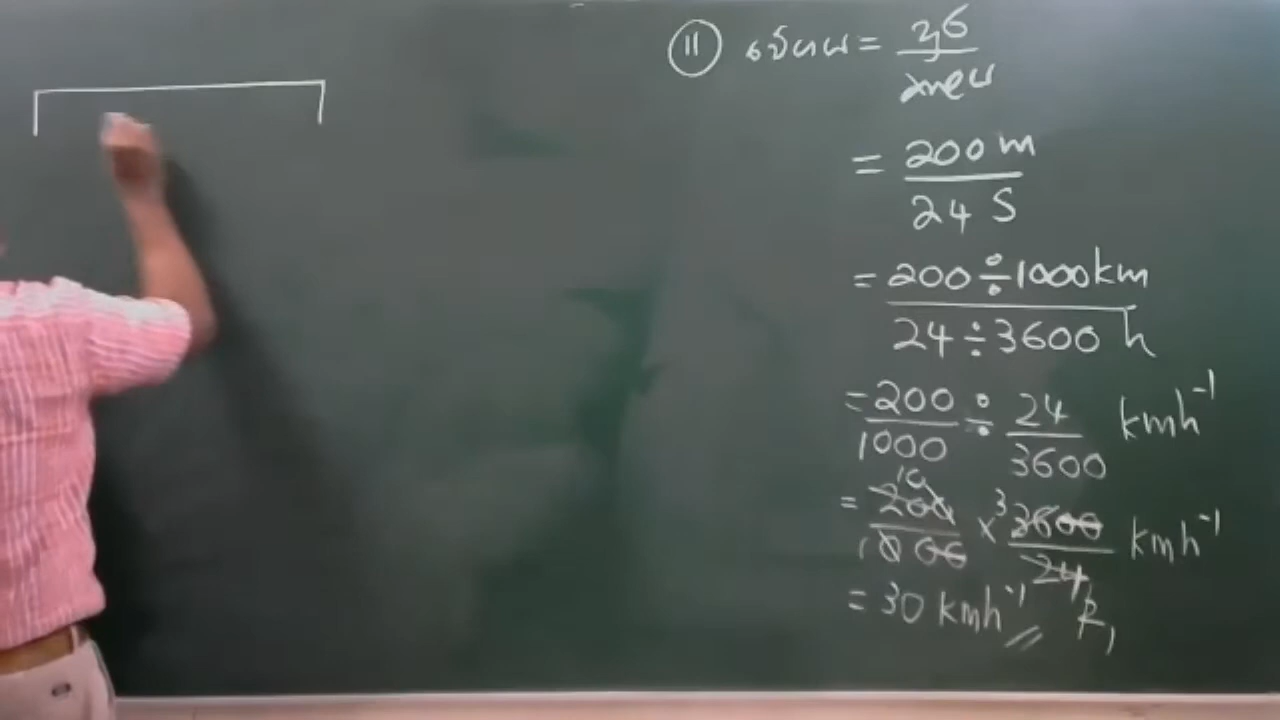 ⑪ වේගය = දුර / කාලය
= 200 m / 24 S
= 200 ÷ 1000 km / 24 ÷ 3600 h
= 200 / 1000 ÷ 24 / 3600 kmh⁻¹
= 200 / 1000 × 3600 / 24 kmh⁻¹
= 30 kmh⁻¹